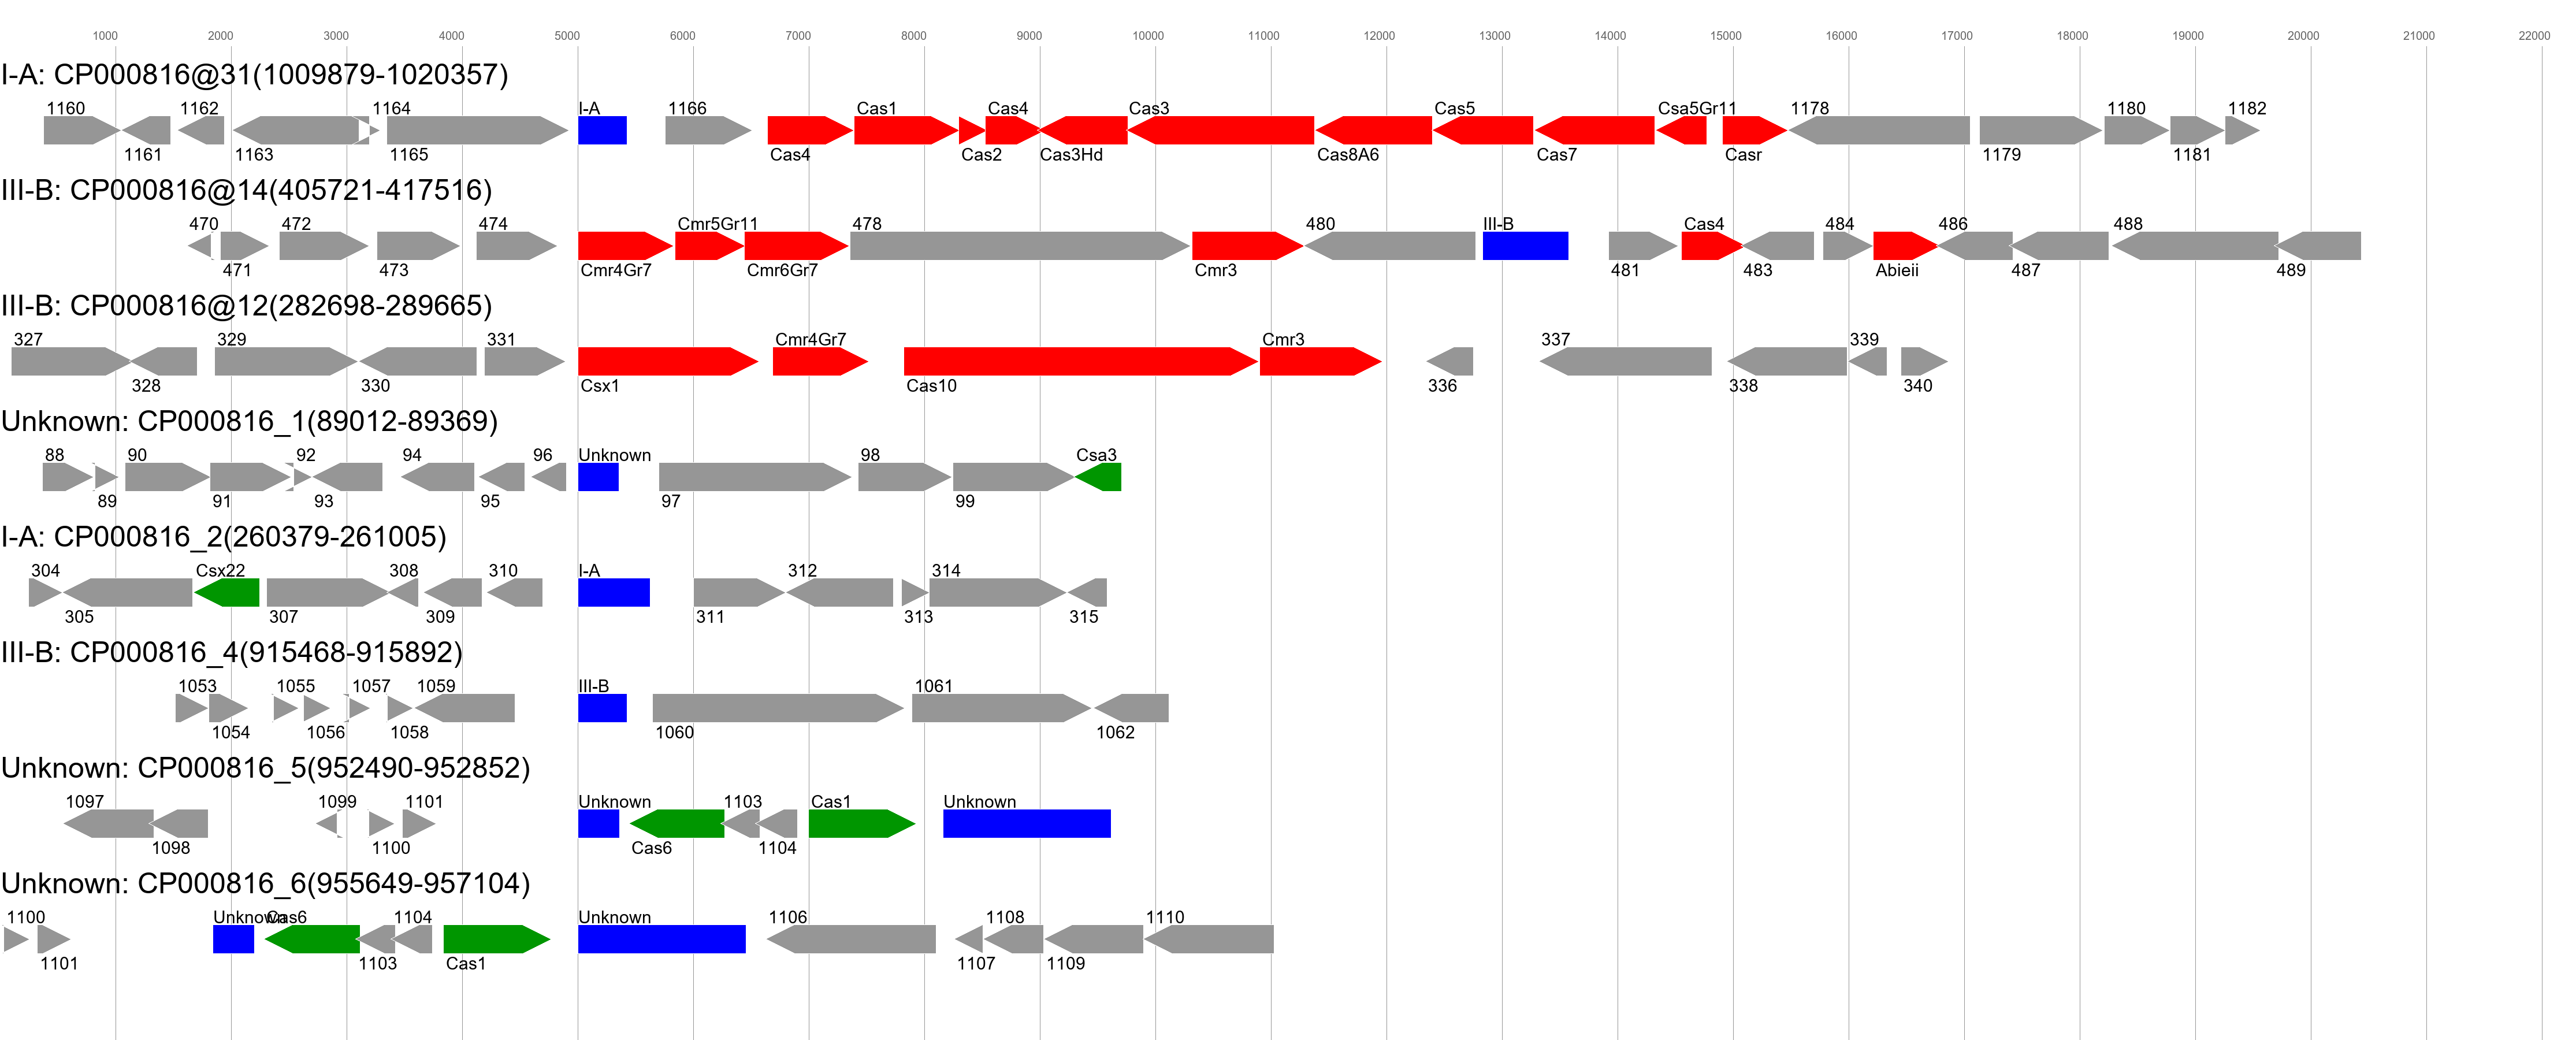 1000 2000 3000 4000 5000 6000 7000 8000 9000 10000 11000 12000 13000 14000 15000 16000 17000 18000 19000 20000 21000 22000
I-A: CP000816@31(1009879-1020357)
1160 1162 1164 I-A 1166 Cas1 Cas4 Cas3 Cas5 Csa5Gr11 1178 1180 1182
1161 1163 1165 Cas4 Cas2 Cas3Hd Cas8A6 Cas7 Casr 1179 1181
III-B: CP000816@14(405721-417516)
470 472 474 Cmr5Gr11 478 480 III-B Cas4 484 486 488
471 473 Cmr4Gr7 Cmr6Gr7 Cmr3 481 483 Abieii 487 489
III-B: CP000816@12(282698-289665)
327 329 331 Cmr4Gr7 Cmr3 337 339
328 330 Csx1 Cas10 336 338 340
Unknown: CP000816_1(89012-89369)
88 90 92 94 96 Unknown 98 Csa3
89 91 93 95 97 99
I-A: CP000816_2(260379-261005)
304 Csx22 308 310 I-A 312 314
305 307 309 311 313 315
III-B: CP000816_4(915468-915892)
1053 1055 1057 1059 III-B 1061
1054 1056 1058 1060 1062
Unknown: CP000816_5(952490-952852)
1097 1099 1101 Unknown 1103 Cas1 Unknown
1098 1100 Cas6 1104
Unknown: CP000816_6(955649-957104)
1100 Unknown Cas6 1104 Unknown 1106 1108 1110
1101 1103 Cas1 1107 1109